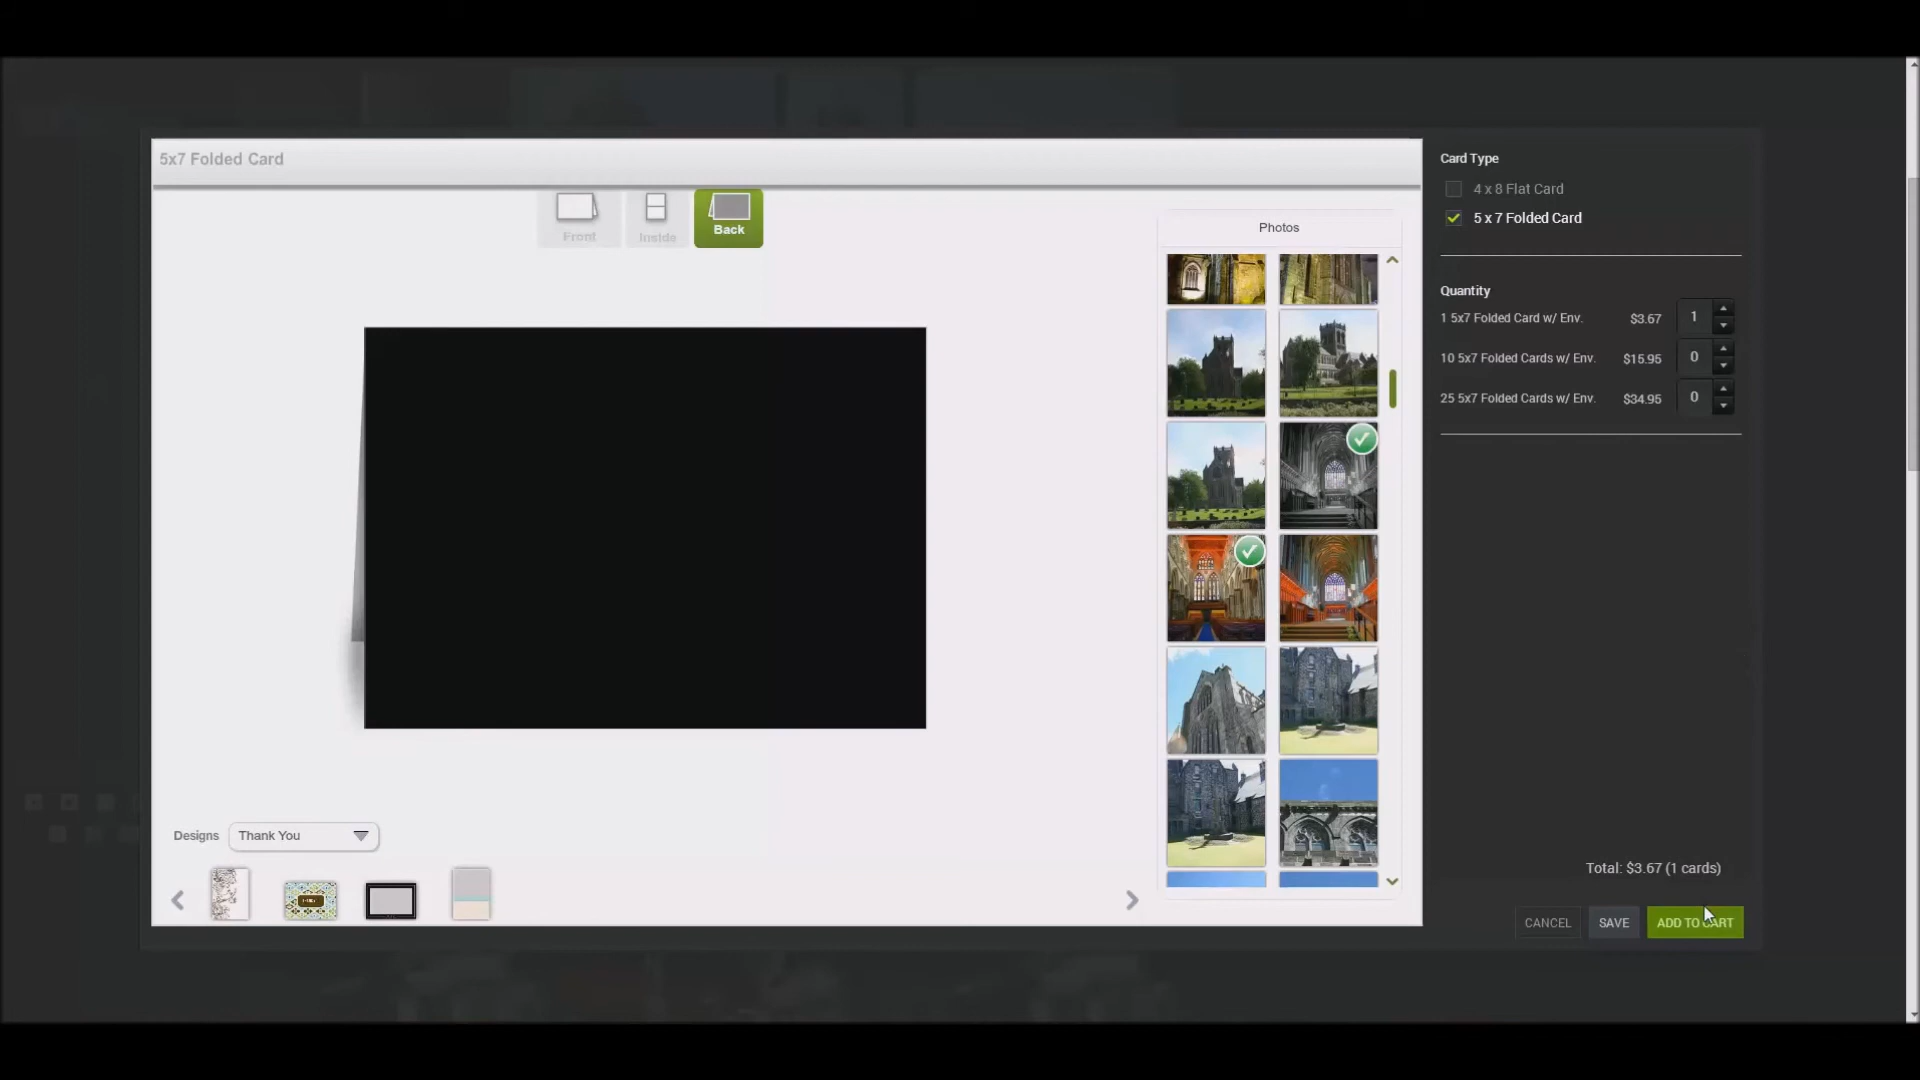 5x7 Folded Card
Front
Inside
Back
Photos
Designs
Thank You
Card Type
4 x 8 Flat Card
5 x 7 Folded Card
Quantity
1 5x7 Folded Card w/ Env. $3.67 1
10 5x7 Folded Cards w/ Env. $15.95 0
25 5x7 Folded Cards w/ Env. $34.95 0
Total: $3.67 (1 cards)
CANCEL
SAVE
ADD TO CART